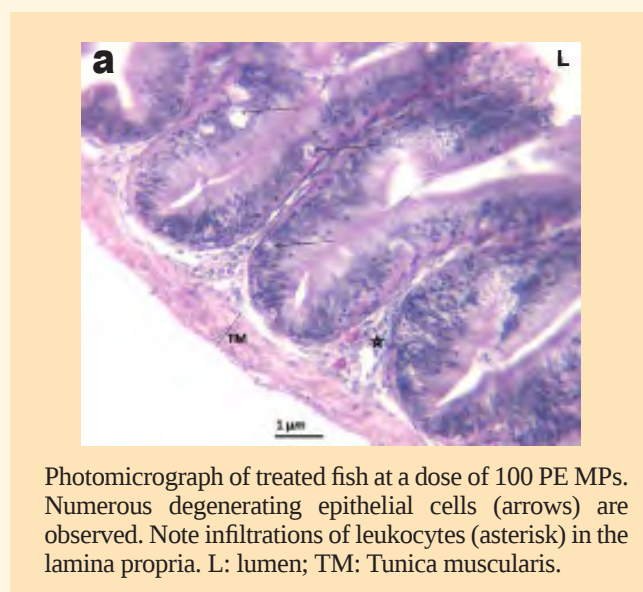 a
L
TM
1 μm
Photomicrograph of treated fish at a dose of 100 PE MPs.
Numerous degenerating epithelial cells (arrows) are
observed. Note infiltrations of leukocytes (asterisk) in the
lamina propria. L: lumen; TM: Tunica muscularis.